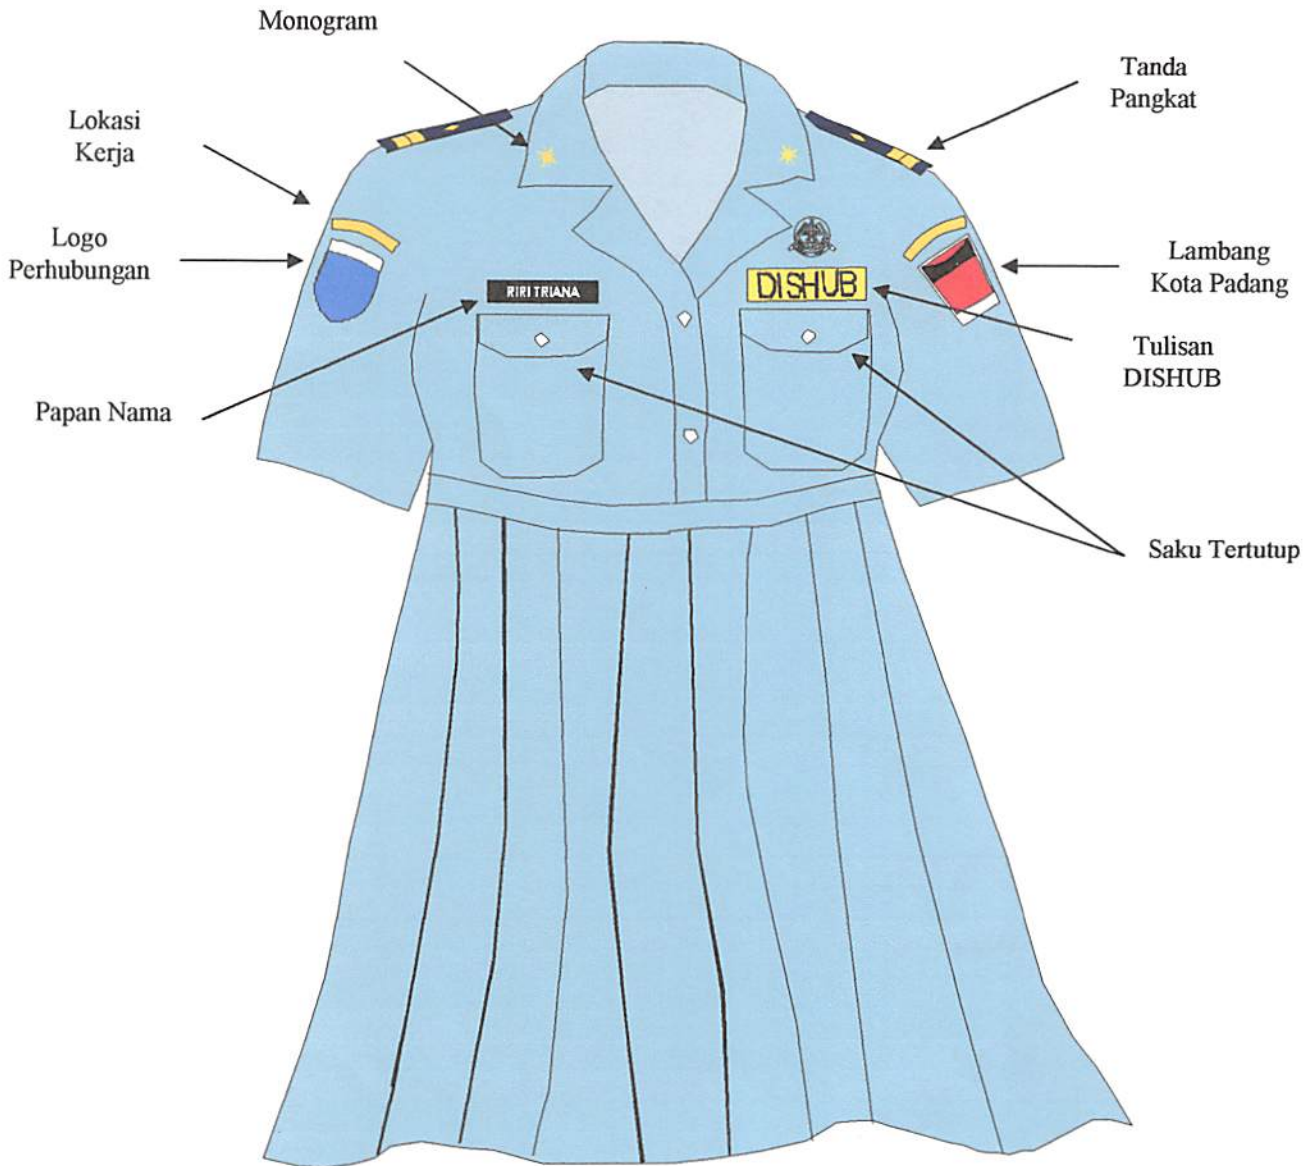 Monogram
Tanda
Pangkat
Lokasi
Kerja
Logo
Perhubungan
Lambang
Kota Padang
RIRI TRIANA
DISHUB
Tulisan
DISHUB
Papan Nama
Saku Tertutup